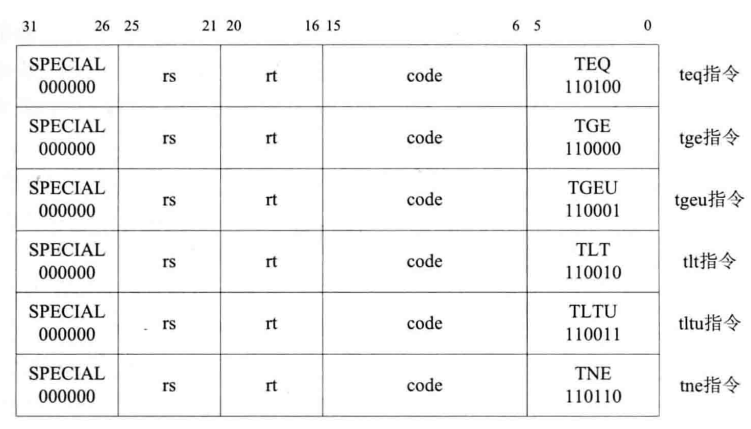 31 26 25 21 20 16 15 6 5 0
SPECIAL TEQ
000000 rs rt code 110100 teq指令
SPECIAL TGE
000000 rs rt code 110000 tge指令
SPECIAL TGEU
000000 rs rt code 110001 tgeu指令
SPECIAL TLT
000000 rs rt code 110010 tlt指令
SPECIAL TLTU
000000 rs rt code 110011 tltu指令
SPECIAL TNE
000000 rs rt code 110110 tne指令